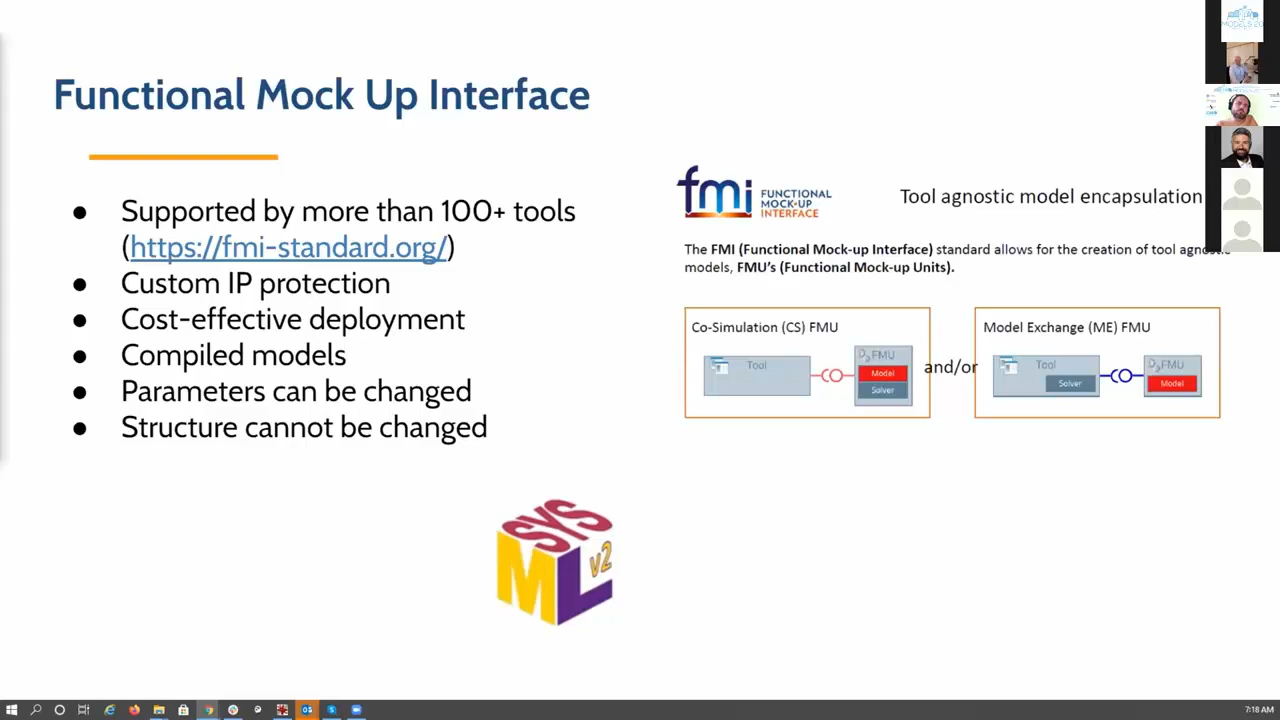 Functional Mock Up Interface
● Supported by more than 100+ tools
(https://fmi-standard.org/)
● Custom IP protection
● Cost-effective deployment
● Compiled models
● Parameters can be changed
● Structure cannot be changed
fmi FUNCTIONAL
MOCK-UP
INTERFACE
Tool agnostic model encapsulation
The FMI (Functional Mock-up Interface) standard allows for the creation of tool agnostic
models, FMU's (Functional Mock-up Units).
Co-Simulation (CS) FMU
Tool
FMU
Model
Solver
and/or
Model Exchange (ME) FMU
Tool
Solver
FMU
Model
SYS
ML
v2
MODELS 20
7:18 AM